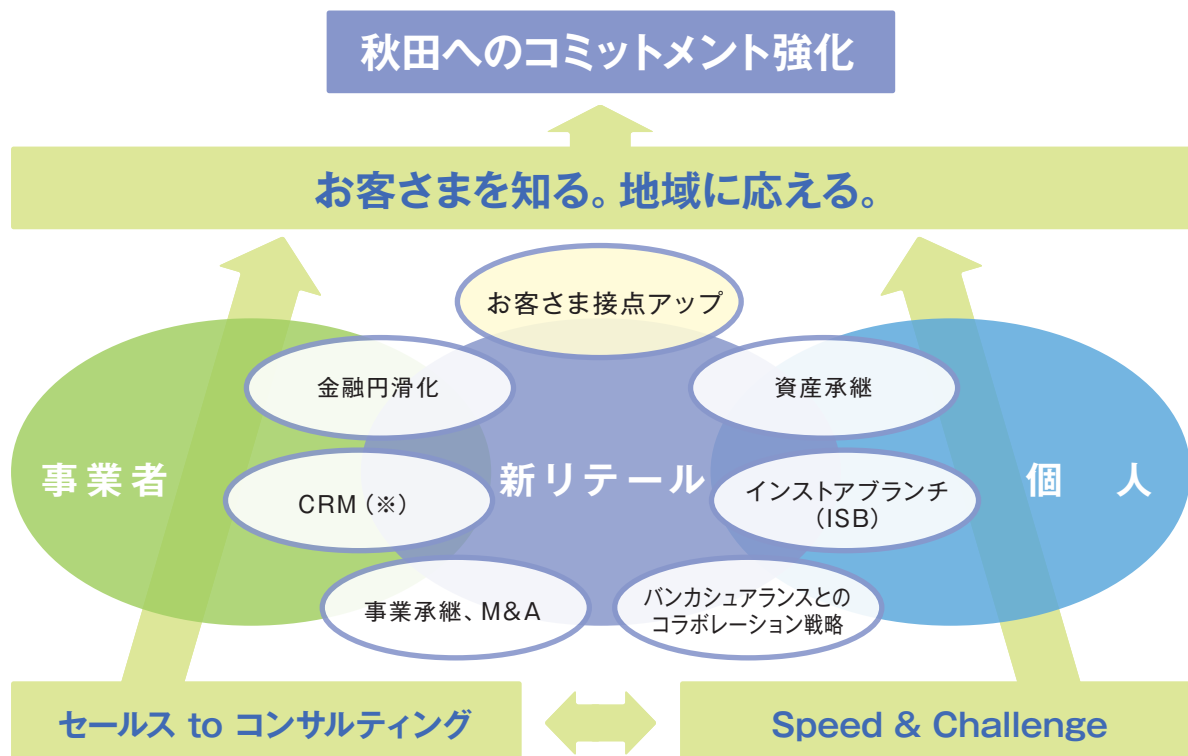 秋田へのコミットメント強化
お客さまを知る。地域に応える。
お客さま接点アップ
金融円滑化
資産承継
事業者
新リテール
個人
CRM（※）
インストアブランチ
（ISB）
事業承継、M&A
バンカシュアランスとの
コラボレーション戦略
セールス to コンサルティング
Speed & Challenge